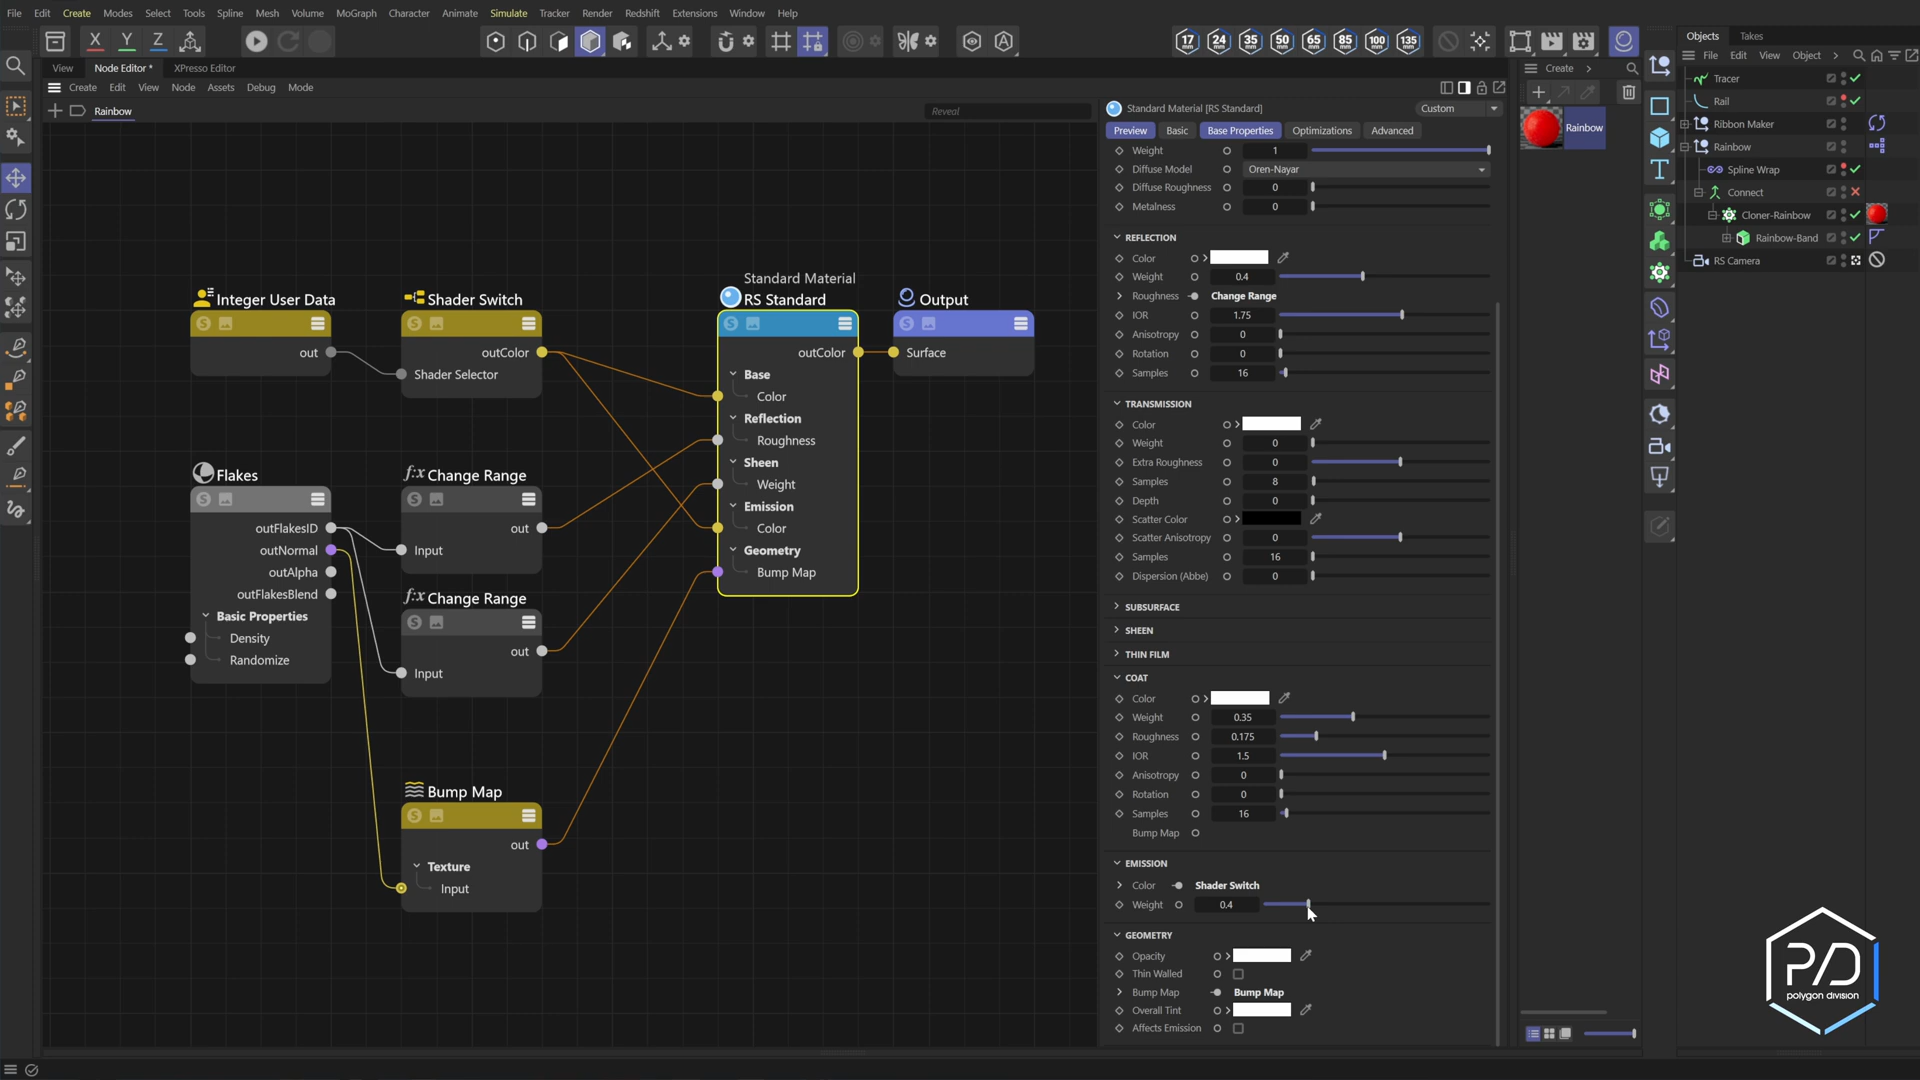 File Edit Create Modes Select Tools Spline Mesh Volume MoGraph Character Animate Simulate Tracker Render Redshift Extensions Window Help
X Y Z
17 mm 24 mm 35 mm 50 mm 65 mm 85 mm 100 mm 135 mm
Objects Takes
View Node Editor * XPresso Editor
Create
File Edit View Object
Create Edit View Node Assets Debug Mode
Rainbow
Reveal
Standard Material [RS Standard]
Custom
Preview Basic Base Properties Optimizations Advanced
Weight 1
Diffuse Model Oren-Nayar
Diffuse Roughness 0
Metalness 0
REFLECTION
Color
Weight 0.4
Roughness Change Range
IOR 1.75
Anisotropy 0
Rotation 0
Samples 16
TRANSMISSION
Color
Weight 0
Extra Roughness 0
Samples 8
Depth 0
Scatter Color
Scatter Anisotropy 0
Samples 16
Dispersion (Abbe) 0
SUBSURFACE
SHEEN
THIN FILM
COAT
Color
Weight 0.35
Roughness 0.175
IOR 1.5
Anisotropy 0
Rotation 0
Samples 16
Bump Map
EMISSION
Color Shader Switch
Weight 0.4
GEOMETRY
Opacity
Thin Walled
Bump Map Bump Map
Overall Tint
Affects Emission
Rainbow
Tracer
Rail
Ribbon Maker
Rainbow
Spline Wrap
Connect
Cloner-Rainbow
Rainbow-Band
RS Camera
Integer User Data
out
Shader Switch
outColor
Shader Selector
Standard Material
RS Standard
outColor
Base
Color
Reflection
Roughness
Sheen
Weight
Emission
Color
Geometry
Bump Map
Output
Surface
Flakes
outFlakesID
outNormal
outAlpha
outFlakesBlend
Basic Properties
Density
Randomize
f:x Change Range
out
Input
f:x Change Range
out
Input
Bump Map
out
Texture
Input
P/D
polygon division